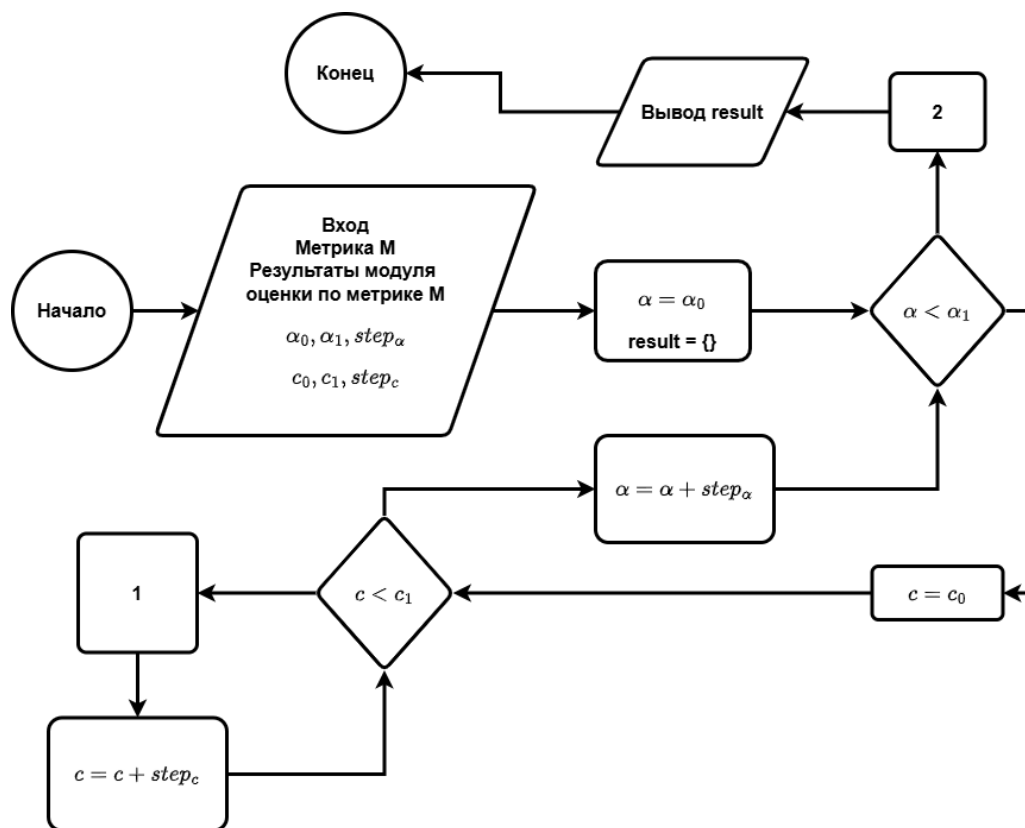 Конец
Вывод result
2
Начало
Вход
Метрика M
Результаты модуля
оценки по метрике M
α₀, α₁, step_α
c₀, c₁, step_c
α = α₀
result = {}
α < α₁
α = α + step_α
1
c < c₁
c = c₀
c = c + step_c